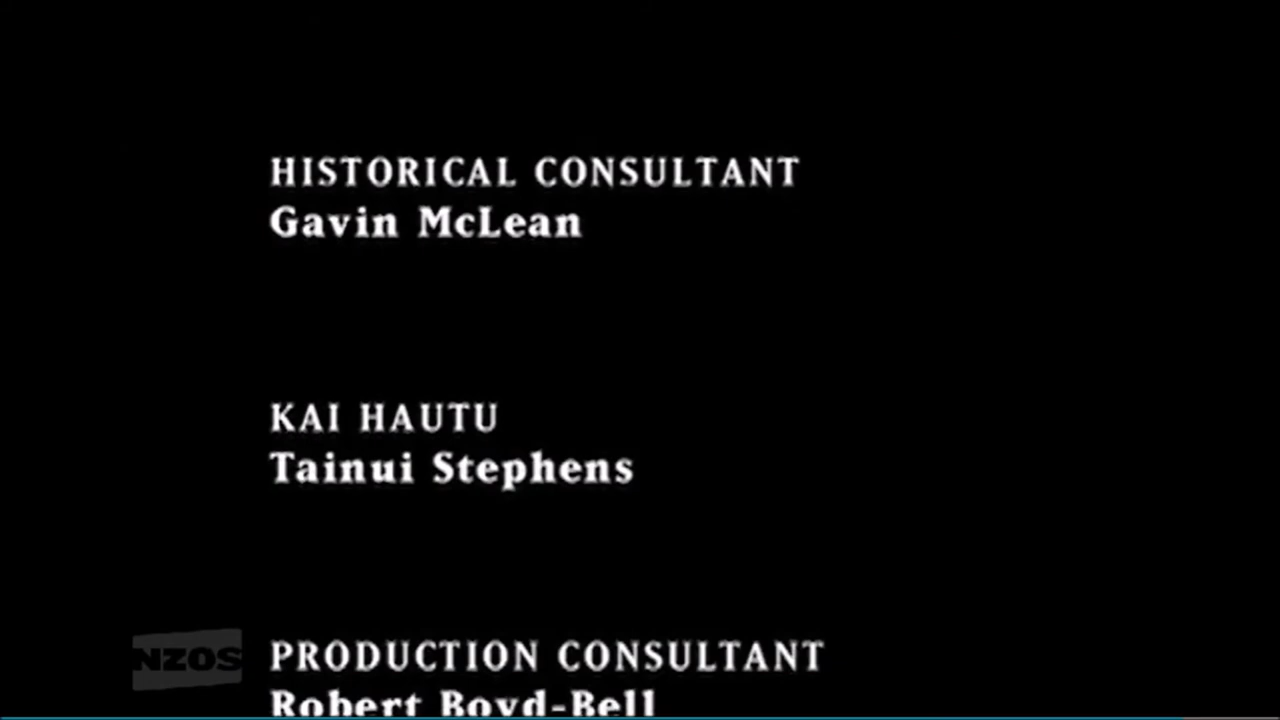 HISTORICAL CONSULTANT
Gavin McLean
KAI HAUTU
Tainui Stephens
NZOS
PRODUCTION CONSULTANT
Robert Boyd-Bell